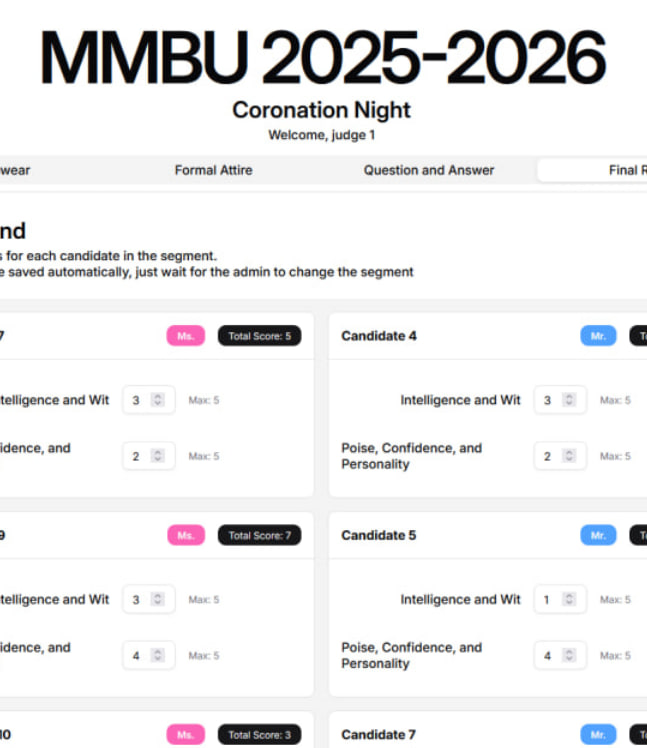 MMBU 2025-2026
Coronation Night
Welcome, judge 1
wear Formal Attire Question and Answer Final R
nd
s for each candidate in the segment.
e saved automatically, just wait for the admin to change the segment
7 Ms. Total Score: 5
telligence and Wit 3 Max: 5
idence, and
2 Max: 5
Candidate 4 Mr. To
Intelligence and Wit 3 Max: 5
Poise, Confidence, and
Personality 2 Max: 5
9 Ms. Total Score: 7
telligence and Wit 3 Max: 5
idence, and
4 Max: 5
Candidate 5 Mr. To
Intelligence and Wit 1 Max: 5
Poise, Confidence, and
Personality 4 Max: 5
10 Ms. Total Score: 3
Candidate 7 Mr. To